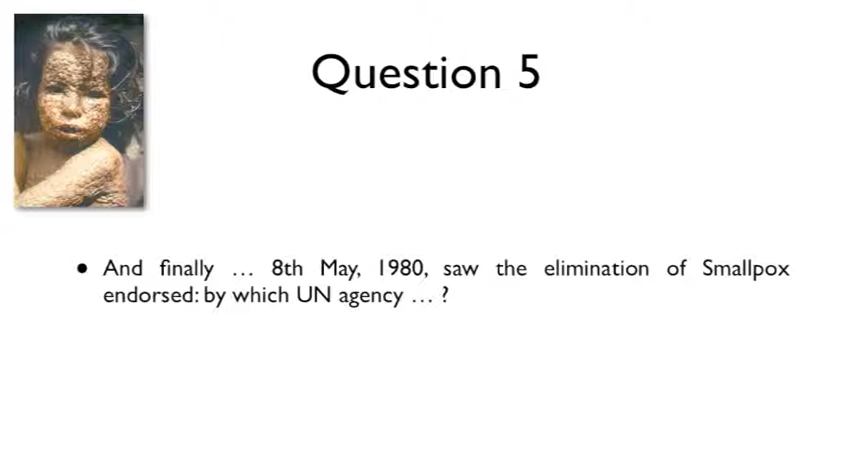 Question 5
● And finally … 8th May, 1980, saw the elimination of Smallpox
endorsed: by which UN agency … ?